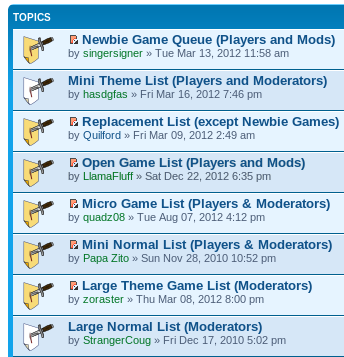 TOPICS
Newbie Game Queue (Players and Mods)
by singersigner » Tue Mar 13, 2012 11:58 am
Mini Theme List (Players and Moderators)
by hasdgfas » Fri Mar 16, 2012 7:46 pm
Replacement List (except Newbie Games)
by Quilford » Fri Mar 09, 2012 2:49 am
Open Game List (Players and Mods)
by LlamaFluff » Sat Dec 22, 2012 6:35 pm
Micro Game List (Players & Moderators)
by quadz08 » Tue Aug 07, 2012 4:12 pm
Mini Normal List (Players & Moderators)
by Papa Zito » Sun Nov 28, 2010 10:52 pm
Large Theme Game List (Moderators)
by zoraster » Thu Mar 08, 2012 8:00 pm
Large Normal List (Moderators)
by StrangerCoug » Fri Dec 17, 2010 5:02 pm